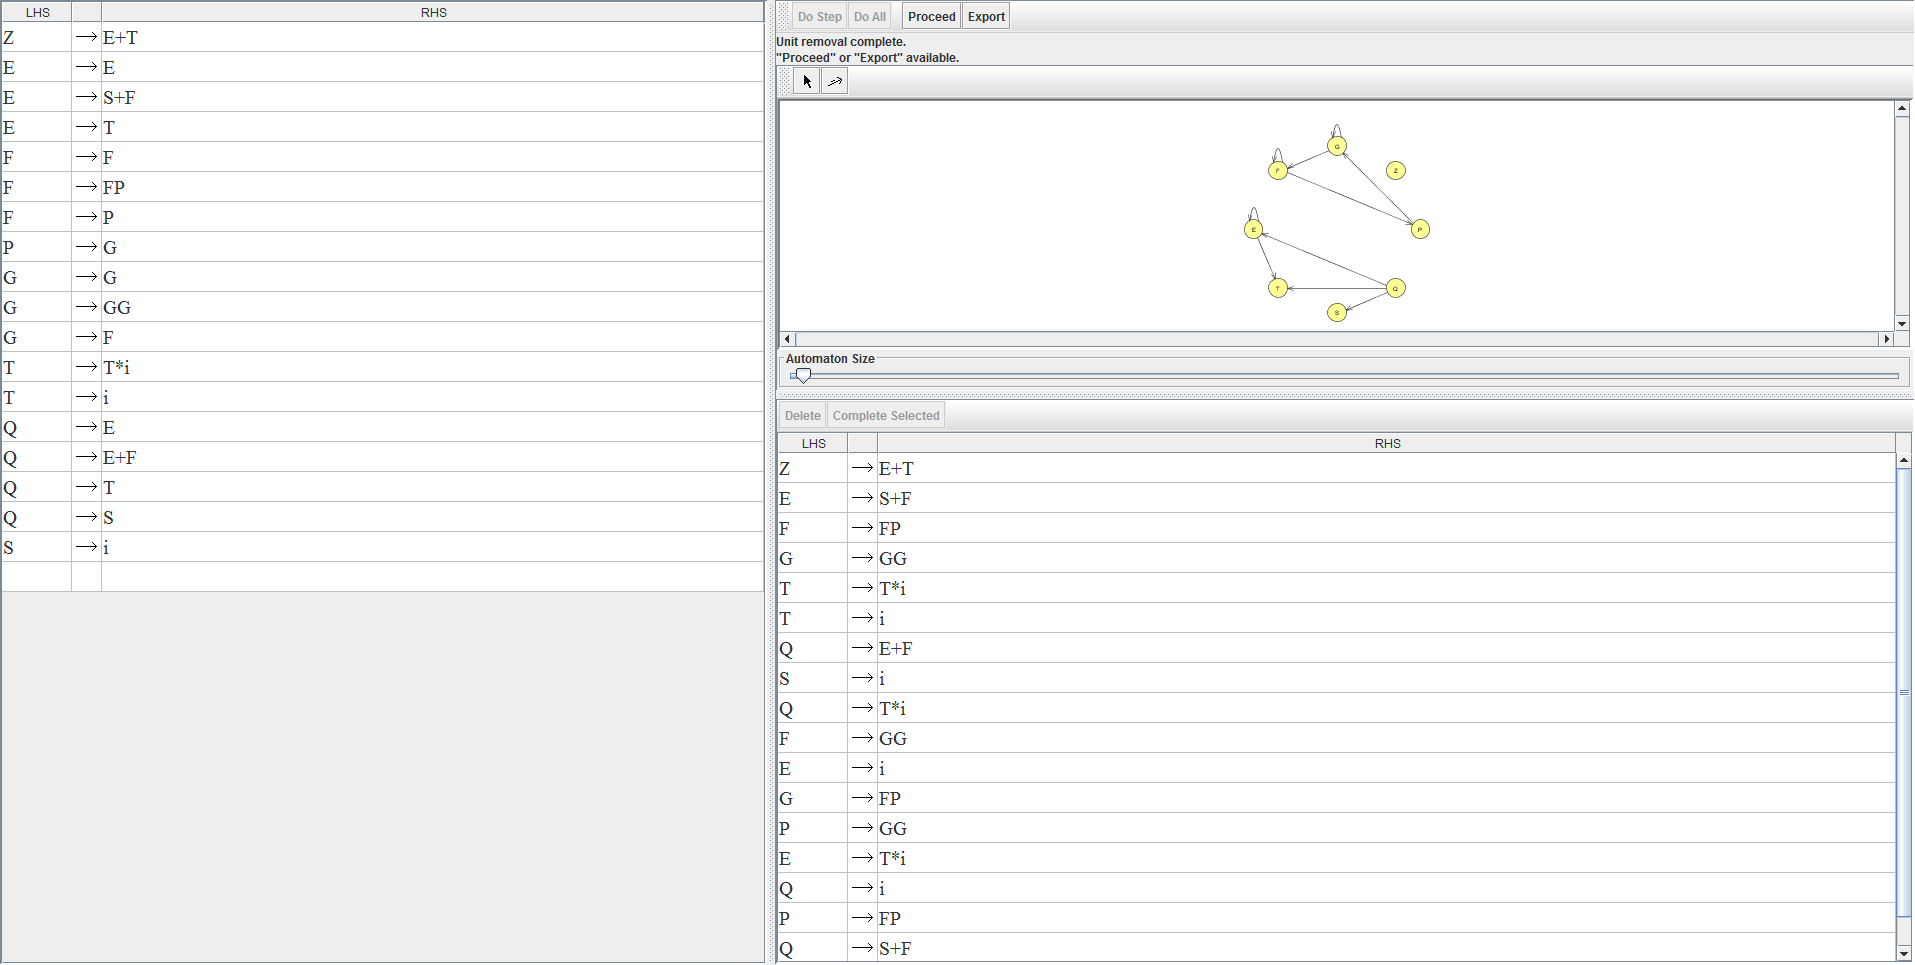 LHS RHS
Z → E+T
E → E
E → S+F
E → T
F → F
F → FP
F → P
P → G
G → G
G → GG
G → F
T → T*i
T → i
Q → E
Q → E+F
Q → T
Q → S
S → i
Do Step Do All Proceed Export
Unit removal complete.
"Proceed" or "Export" available.
G
F
Z
E
P
T
Q
S
Automaton Size
Delete Complete Selected
LHS RHS
Z → E+T
E → S+F
F → FP
G → GG
T → T*i
T → i
Q → E+F
S → i
Q → T*i
F → GG
E → i
G → FP
P → GG
E → T*i
Q → i
P → FP
Q → S+F